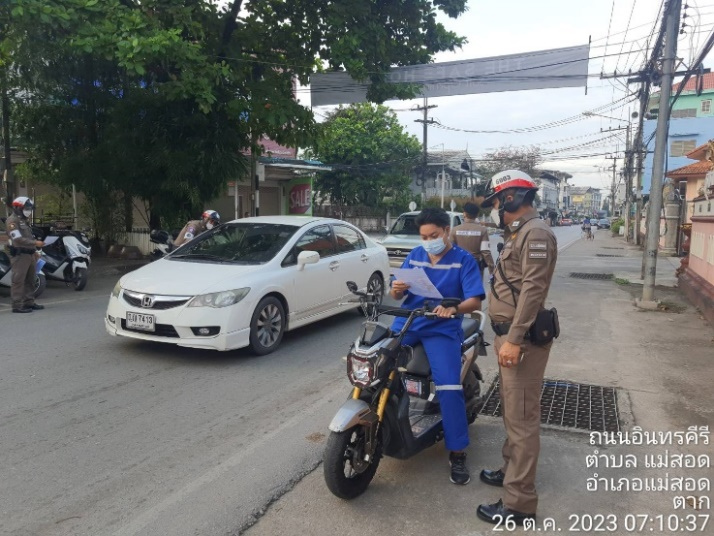 SALE
ถนนอินทรคีรี
ตำบล แม่สอด
อำเภอแม่สอด
ตาก
26 ต.ค. 2023 07:10:37